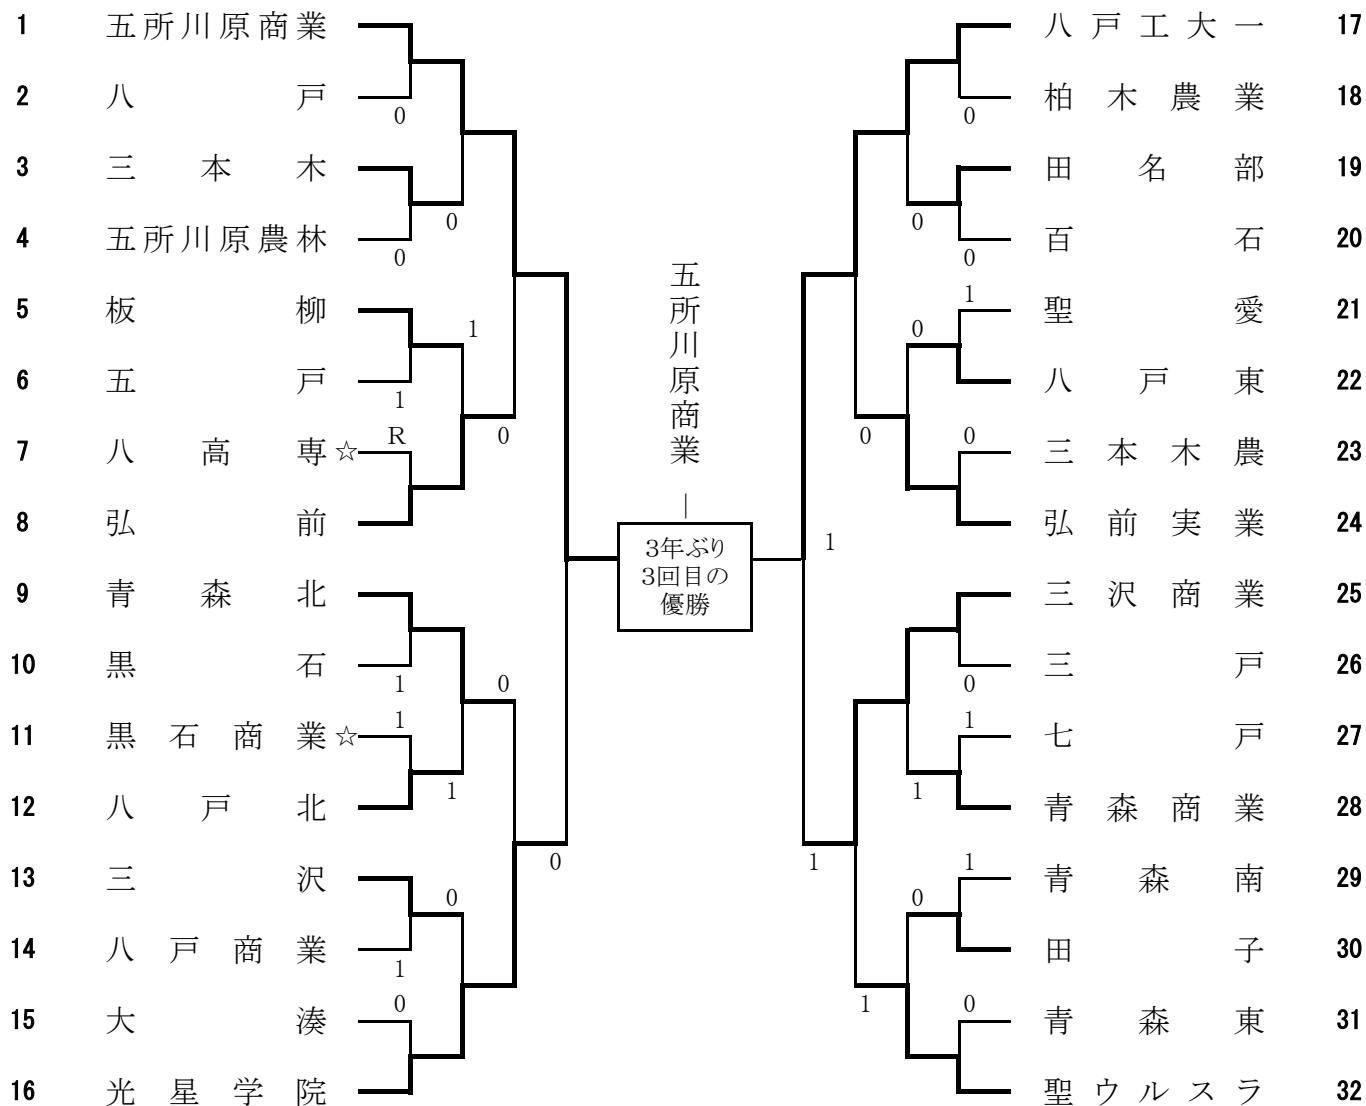 1 五所川原商業
2 八戸
0
3 三本木
0
4 五所川原農林
0
5 板柳
1
6 五戸
1
7 八高専☆
R
0
8 弘前
9 青森北
10 黒石
1
0
11 黒石商業☆
1
12 八戸北
1
13 三沢
0
0
14 八戸商業
1
15 大湊
0
16 光星学院
五所川原商業
|
3年ぶり
3回目の
優勝
八戸工大一 17
柏木農業 18
0
田名部 19
0
百石 20
0
1
聖愛 21
0
八戸東 22
0
0
三本木農 23
弘前実業 24
1
三沢商業 25
三戸 26
0
1
七戸 27
1
青森商業 28
1
1
青森南 29
0
田子 30
1
0
青森東 31
聖ウルスラ 32